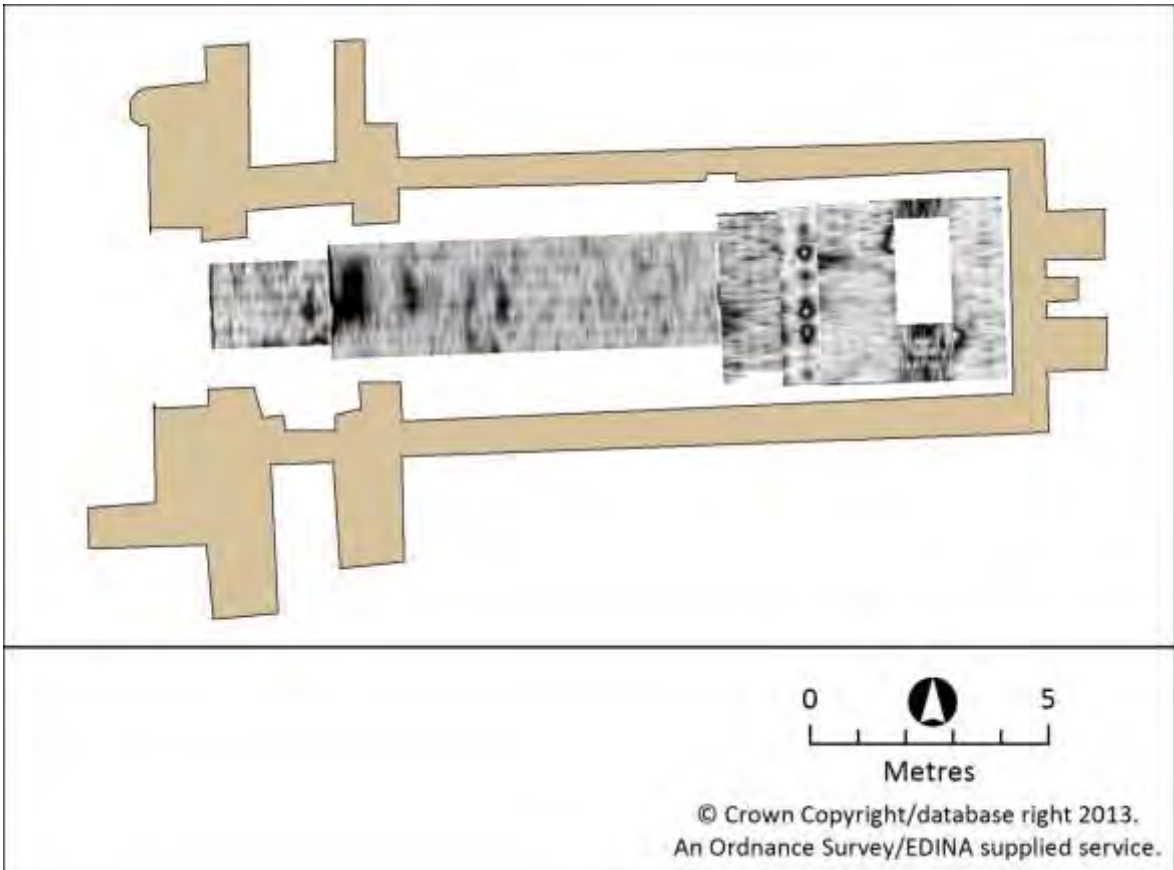 0 5
Metres
© Crown Copyright/database right 2013.
An Ordnance Survey/EDINA supplied service.